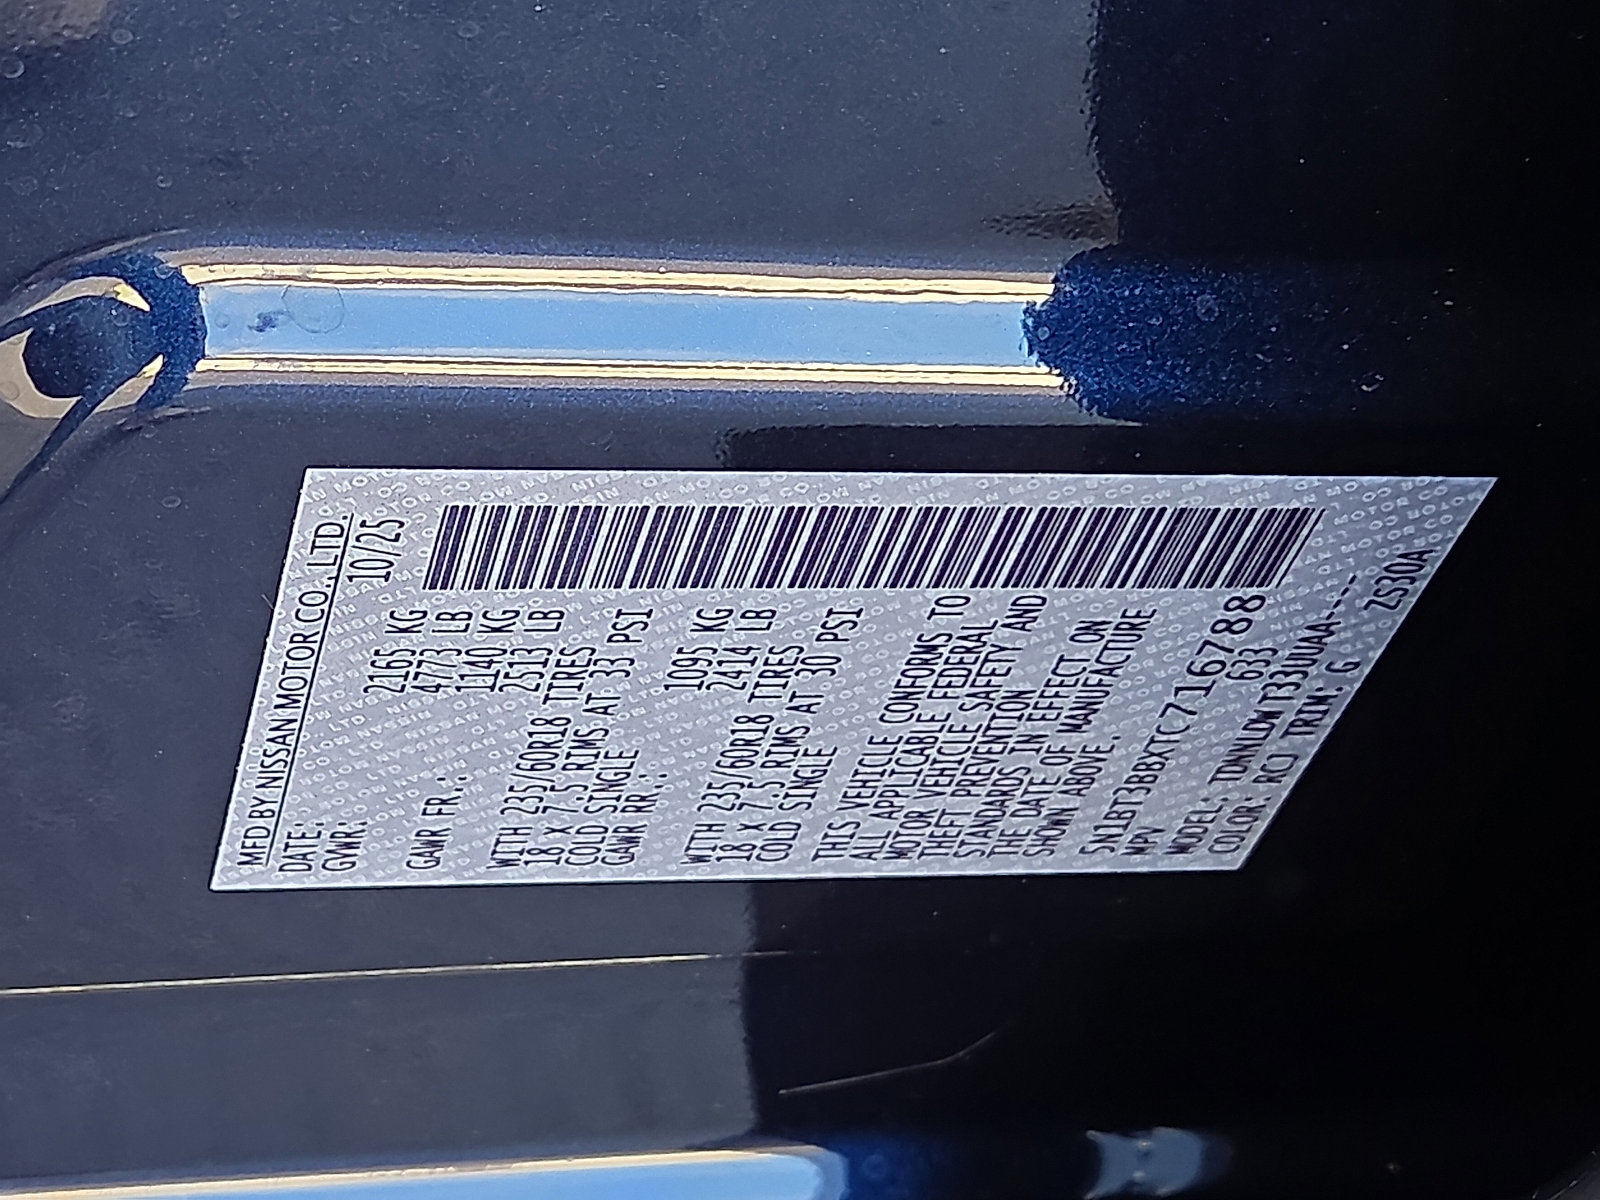 MFD BY NISSAN MOTOR CO., LTD.
DATE: 10/25
GVWR: 2165 KG
4773 LB
GAWR FR.: 1140 KG
2513 LB
WITH 235/60R18 TIRES
18 x 7.5 RIMS AT 33 PSI
COLD SINGLE
GAWR RR.: 1095 KG
2414 LB
WITH 235/60R18 TIRES
18 x 7.5 RIMS AT 30 PSI
COLD SINGLE
THIS VEHICLE CONFORMS TO
ALL APPLICABLE FEDERAL
MOTOR VEHICLE SAFETY AND
THEFT PREVENTION
STANDARDS IN EFFECT ON
THE DATE OF MANUFACTURE
SHOWN ABOVE.
5N1BT3BBXTC716788
MPV 633
MODEL: TDNNLDWT33UUAA----
COLOR: RCJ TRIM: G ZS30A